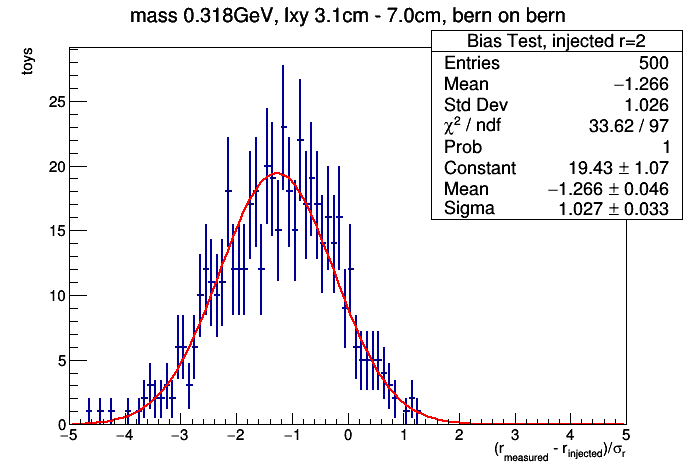 mass 0.318GeV, lxy 3.1cm - 7.0cm, bern on bern
toys
Bias Test, injected r=2
Entries 500
Mean −1.266
Std Dev 1.026
χ² / ndf 33.62 / 97
Prob 1
Constant 19.43 ± 1.07
Mean −1.266 ± 0.046
Sigma 1.027 ± 0.033
25
20
15
10
5
0
−5 −4 −3 −2 −1 0 1 2 3 4 5
(r_measured - r_injected)/σ_r